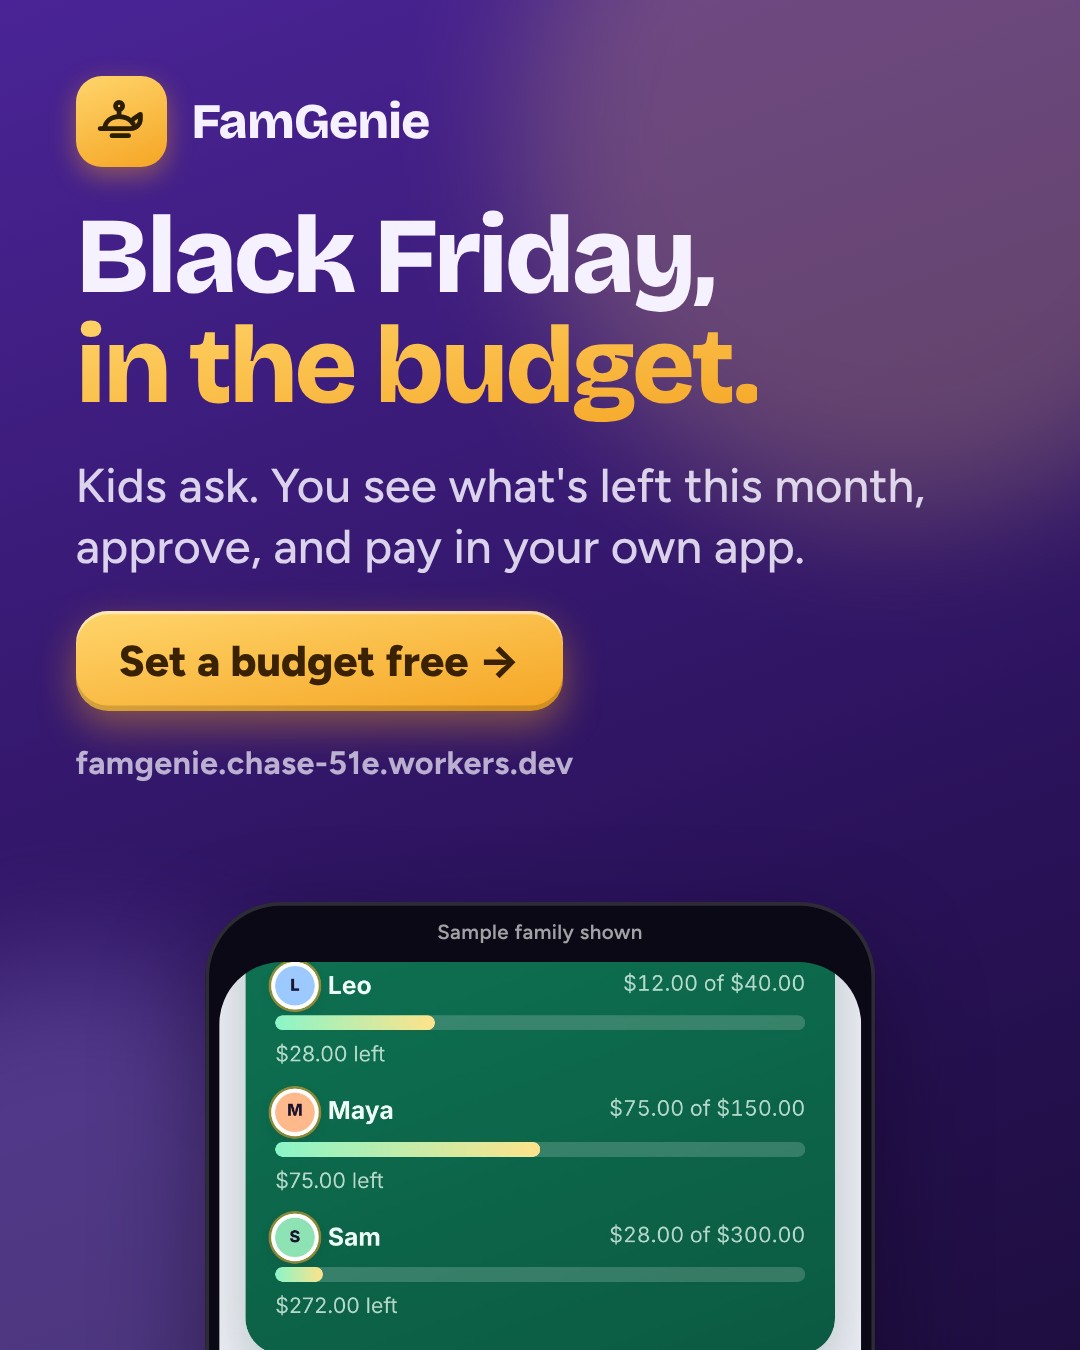 FamGenie
Black Friday,
in the budget.
Kids ask. You see what's left this month,
approve, and pay in your own app.
Set a budget free →
famgenie.chase-51e.workers.dev
Sample family shown
L Leo $12.00 of $40.00
$28.00 left
M Maya $75.00 of $150.00
$75.00 left
S Sam $28.00 of $300.00
$272.00 left